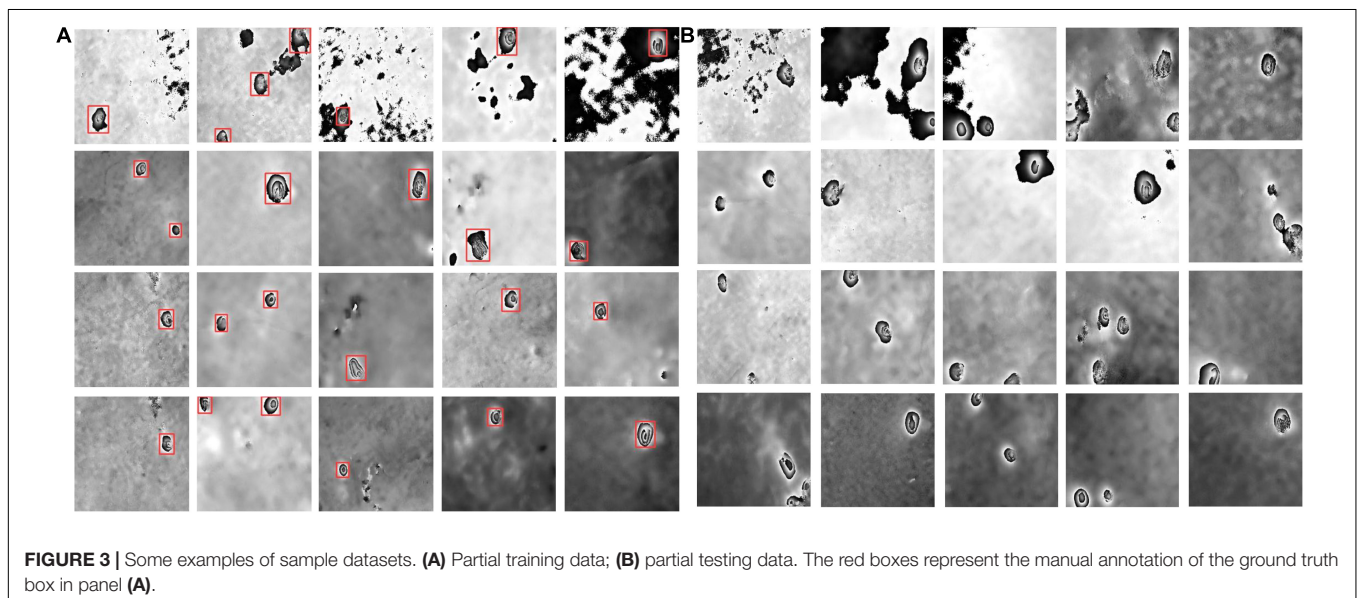 A
B
FIGURE 3 | Some examples of sample datasets. (A) Partial training data; (B) partial testing data. The red boxes represent the manual annotation of the ground truth
box in panel (A).